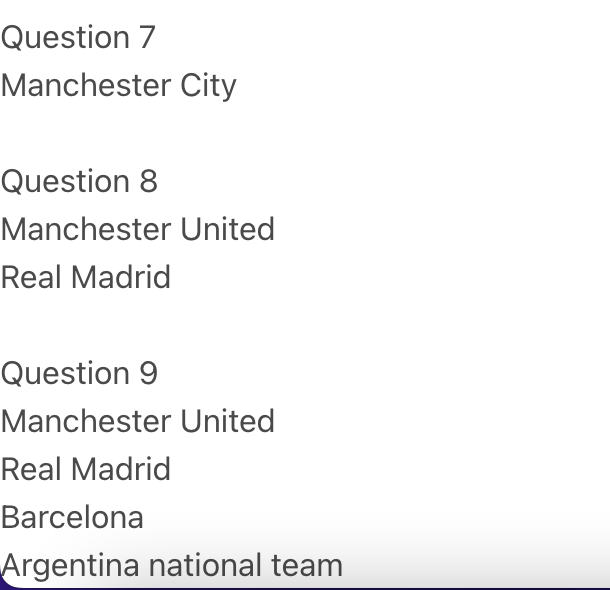 Question 7
Manchester City
Question 8
Manchester United
Real Madrid
Question 9
Manchester United
Real Madrid
Barcelona
Argentina national team